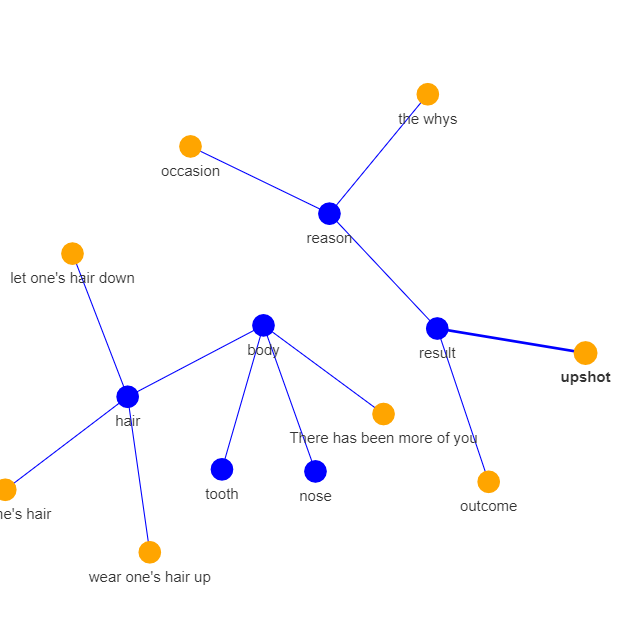 the whys
occasion
reason
let one's hair down
body
result
upshot
hair
There has been more of you
tooth
nose
outcome
ne's hair
wear one's hair up